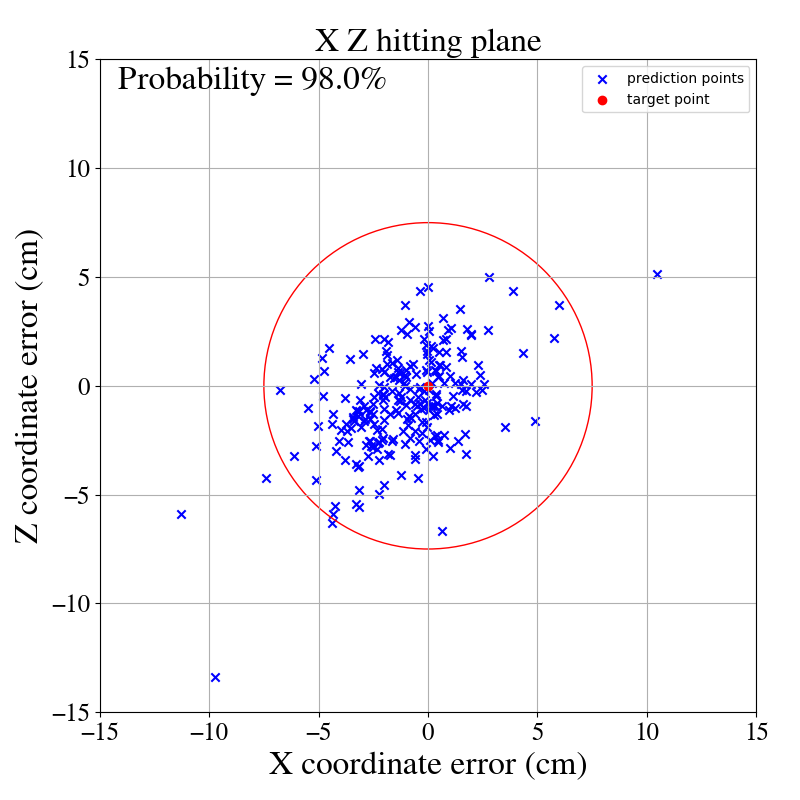 X Z hitting plane
Probability = 98.0%
prediction points
target point
Z coordinate error (cm)
15
10
5
0
−5
−10
−15
−15
−10
−5
0
5
10
15
X coordinate error (cm)